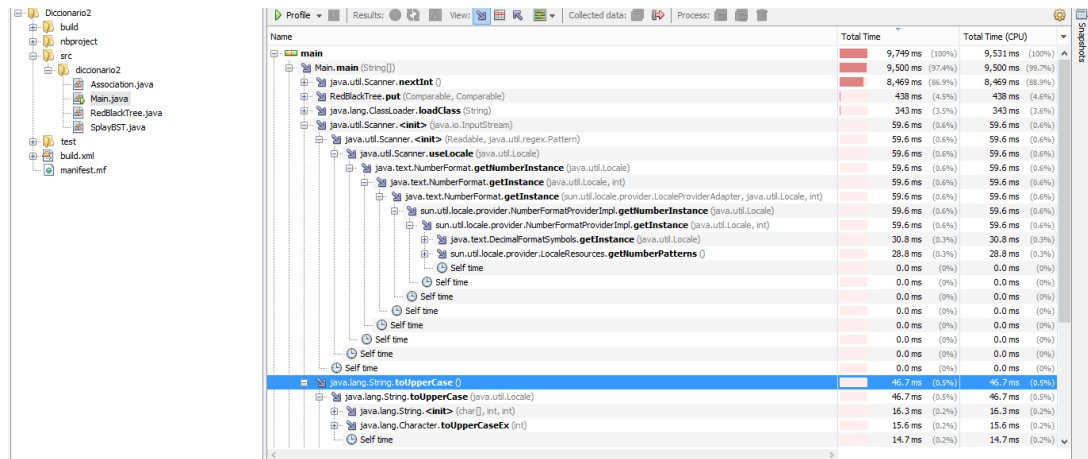 Diccionario2
build
nbproject
src
diccionario2
Association.java
Main.java
RedBlackTree.java
SplayBST.java
test
build.xml
manifest.mf
Profile Results: View: Collected data: Process:
Name Total Time Total Time (CPU)
main 9,749 ms (100%) 9,531 ms (100%)
Main.main (String[]) 9,500 ms (97.4%) 9,500 ms (99.7%)
java.util.Scanner.nextInt () 8,469 ms (86.9%) 8,469 ms (88.9%)
RedBlackTree.put (Comparable, Comparable) 438 ms (4.5%) 438 ms (4.6%)
java.lang.ClassLoader.loadClass (String) 343 ms (3.5%) 343 ms (3.6%)
java.util.Scanner.<init> (java.io.InputStream) 59.6 ms (0.6%) 59.6 ms (0.6%)
java.util.Scanner.<init> (Readable, java.util.regex.Pattern) 59.6 ms (0.6%) 59.6 ms (0.6%)
java.util.Scanner.useLocale (java.util.Locale) 59.6 ms (0.6%) 59.6 ms (0.6%)
java.text.NumberFormat.getNumberInstance (java.util.Locale) 59.6 ms (0.6%) 59.6 ms (0.6%)
java.text.NumberFormat.getInstance (java.util.Locale, int) 59.6 ms (0.6%) 59.6 ms (0.6%)
java.text.NumberFormat.getInstance (sun.util.locale.provider.LocaleProviderAdapter, java.util.Locale, int) 59.6 ms (0.6%) 59.6 ms (0.6%)
sun.util.locale.provider.NumberFormatProviderImpl.getNumberInstance (java.util.Locale) 59.6 ms (0.6%) 59.6 ms (0.6%)
sun.util.locale.provider.NumberFormatProviderImpl.getInstance (java.util.Locale, int) 59.6 ms (0.6%) 59.6 ms (0.6%)
java.text.DecimalFormatSymbols.getInstance (java.util.Locale) 30.8 ms (0.3%) 30.8 ms (0.3%)
sun.util.locale.provider.LocaleResources.getNumberPatterns () 28.8 ms (0.3%) 28.8 ms (0.3%)
Self time 0.0 ms (0%) 0.0 ms (0%)
Self time 0.0 ms (0%) 0.0 ms (0%)
Self time 0.0 ms (0%) 0.0 ms (0%)
Self time 0.0 ms (0%) 0.0 ms (0%)
Self time 0.0 ms (0%) 0.0 ms (0%)
Self time 0.0 ms (0%) 0.0 ms (0%)
Self time 0.0 ms (0%) 0.0 ms (0%)
Self time 0.0 ms (0%) 0.0 ms (0%)
java.lang.String.toUpperCase () 46.7 ms (0.5%) 46.7 ms (0.5%)
java.lang.String.toUpperCase (java.util.Locale) 46.7 ms (0.5%) 46.7 ms (0.5%)
java.lang.String.<init> (char[], int, int) 16.3 ms (0.2%) 16.3 ms (0.2%)
java.lang.Character.toUpperCaseEx (int) 15.6 ms (0.2%) 15.6 ms (0.2%)
Self time 14.7 ms (0.2%) 14.7 ms (0.2%)
Snapshots